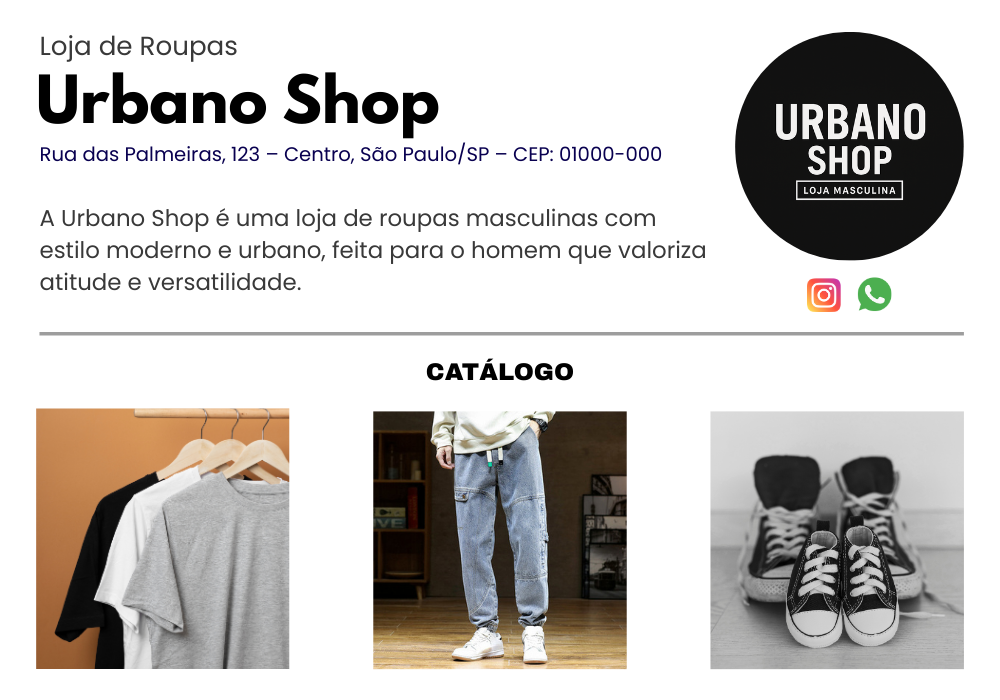 Loja de Roupas
Urbano Shop
Rua das Palmeiras, 123 – Centro, São Paulo/SP – CEP: 01000-000
A Urbano Shop é uma loja de roupas masculinas com
estilo moderno e urbano, feita para o homem que valoriza
atitude e versatilidade.
URBANO
SHOP
LOJA MASCULINA
CATÁLOGO